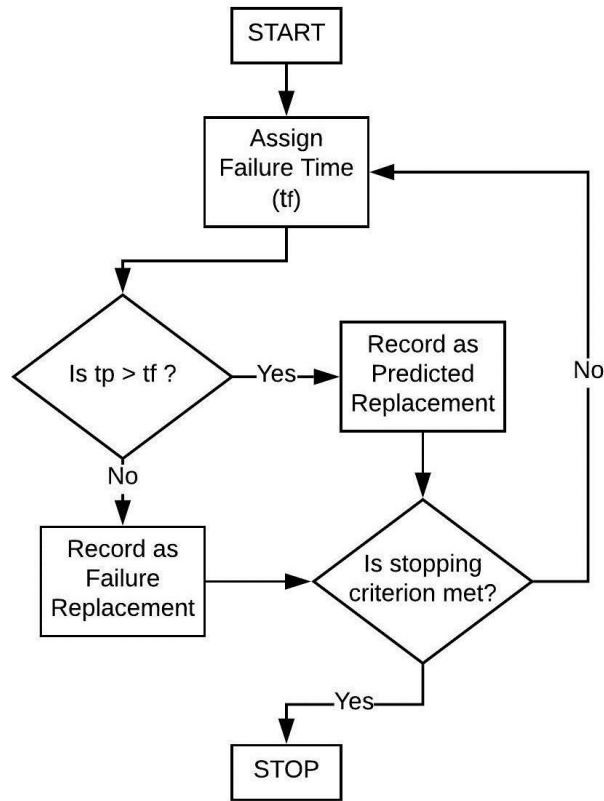 START
Assign
Failure Time
(tf)
Is tp > tf ?
Yes
Record as
Predicted
Replacement
No
No
Record as
Failure
Replacement
Is stopping
criterion met?
Yes
STOP